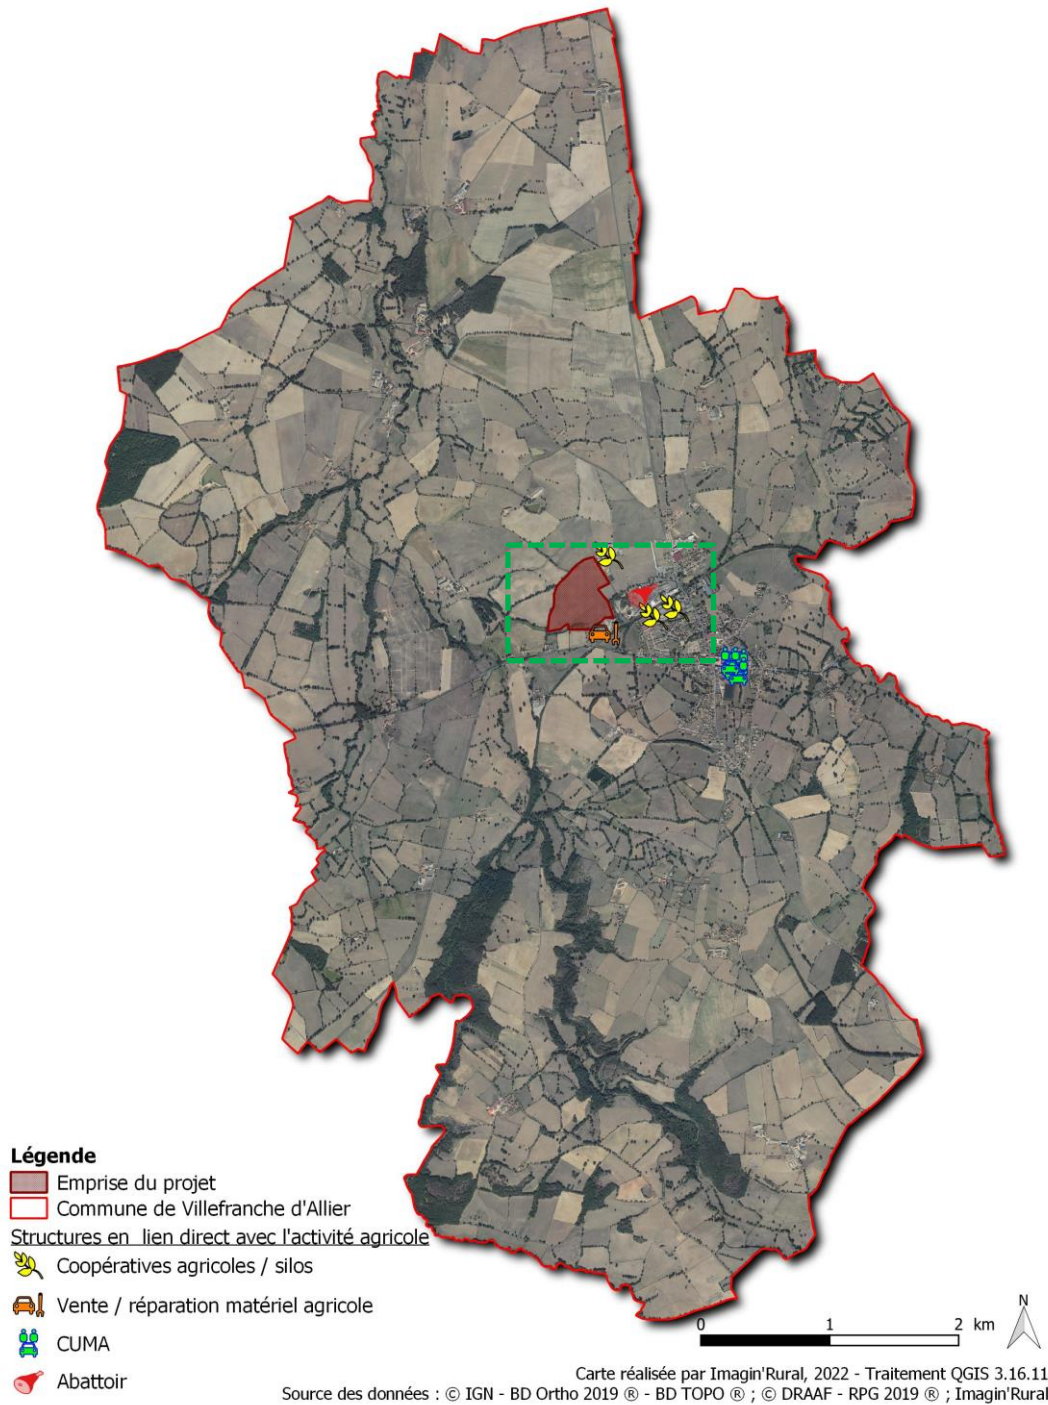 Légende
Emprise du projet
Commune de Villefranche d'Allier
Structures en lien direct avec l'activité agricole
Coopératives agricoles / silos
Vente / réparation matériel agricole
CUMA
Abattoir
N
0 1 2 km
Carte réalisée par Imagin'Rural, 2022 - Traitement QGIS 3.16.11
Source des données : © IGN - BD Ortho 2019 ® - BD TOPO ® ; © DRAAF - RPG 2019 ® ; Imagin'Rural